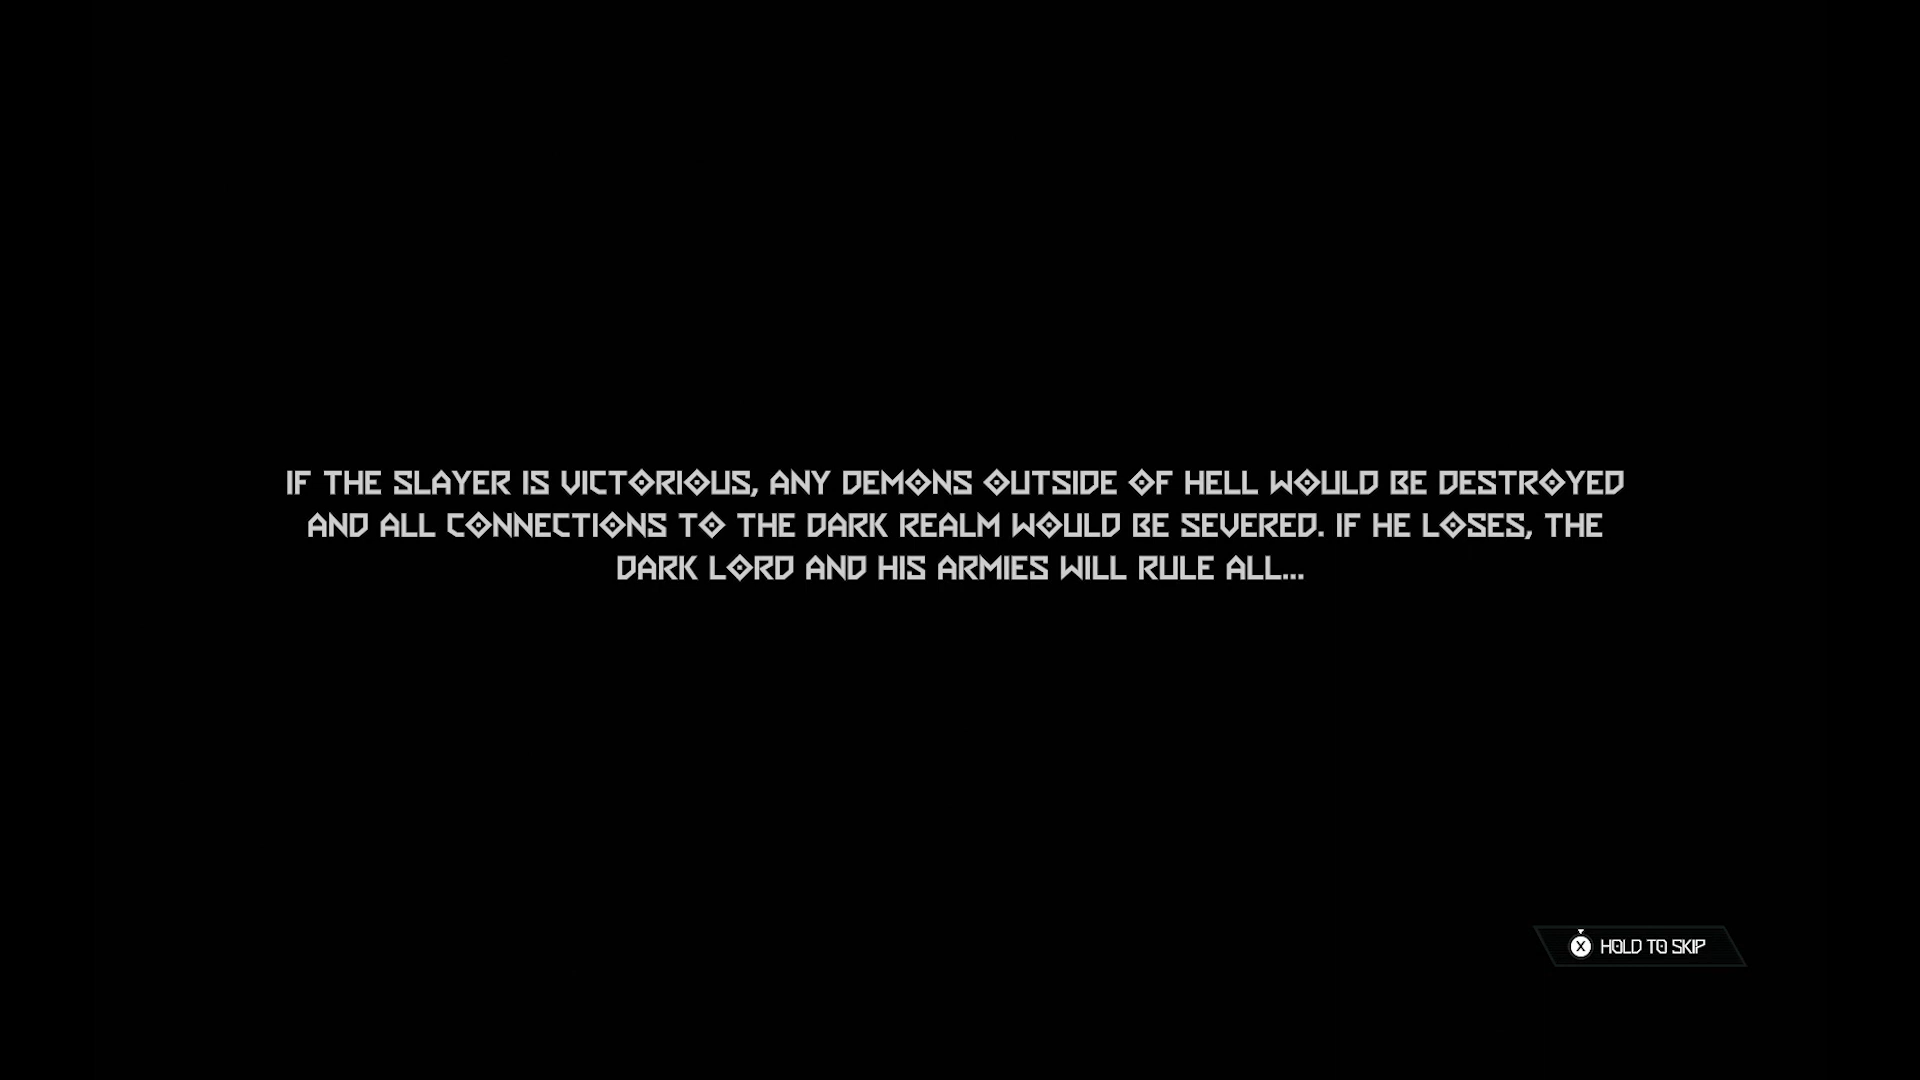 IF THE SLAYER IS VICTORIOUS, ANY DEMONS OUTSIDE OF HELL WOULD BE DESTROYED
AND ALL CONNECTIONS TO THE DARK REALM WOULD BE SEVERED. IF HE LOSES, THE
DARK LORD AND HIS ARMIES WILL RULE ALL...
X HOLD TO SKIP